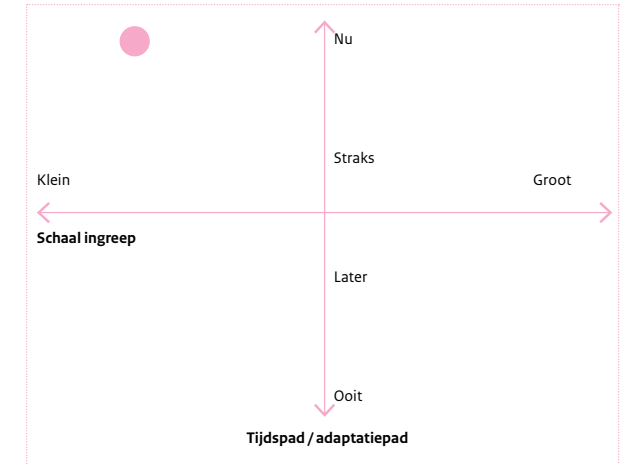 Nu
Straks
Klein
Groot
Schaal ingreep
Later
Ooit
Tijdspad / adaptatiepad